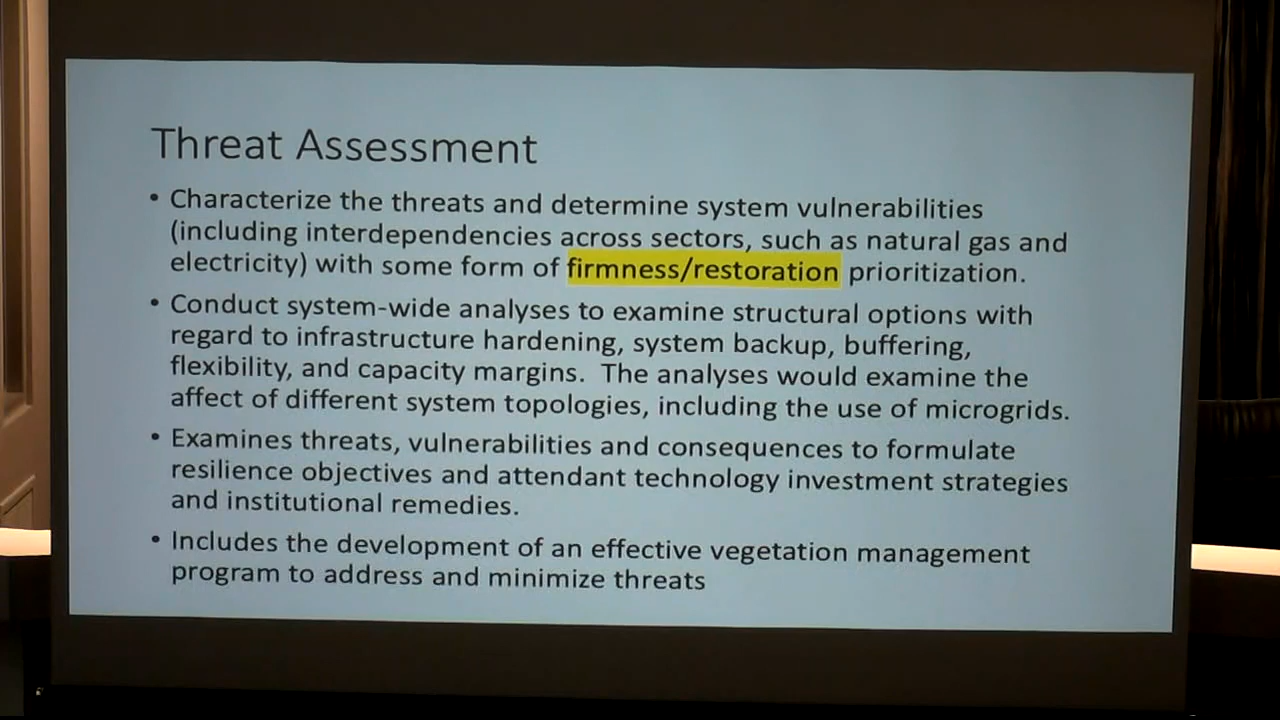 Threat Assessment
• Characterize the threats and determine system vulnerabilities
(including interdependencies across sectors, such as natural gas and
electricity) with some form of firmness/restoration prioritization.
• Conduct system-wide analyses to examine structural options with
regard to infrastructure hardening, system backup, buffering,
flexibility, and capacity margins.  The analyses would examine the
affect of different system topologies, including the use of microgrids.
• Examines threats, vulnerabilities and consequences to formulate
resilience objectives and attendant technology investment strategies
and institutional remedies.
• Includes the development of an effective vegetation management
program to address and minimize threats